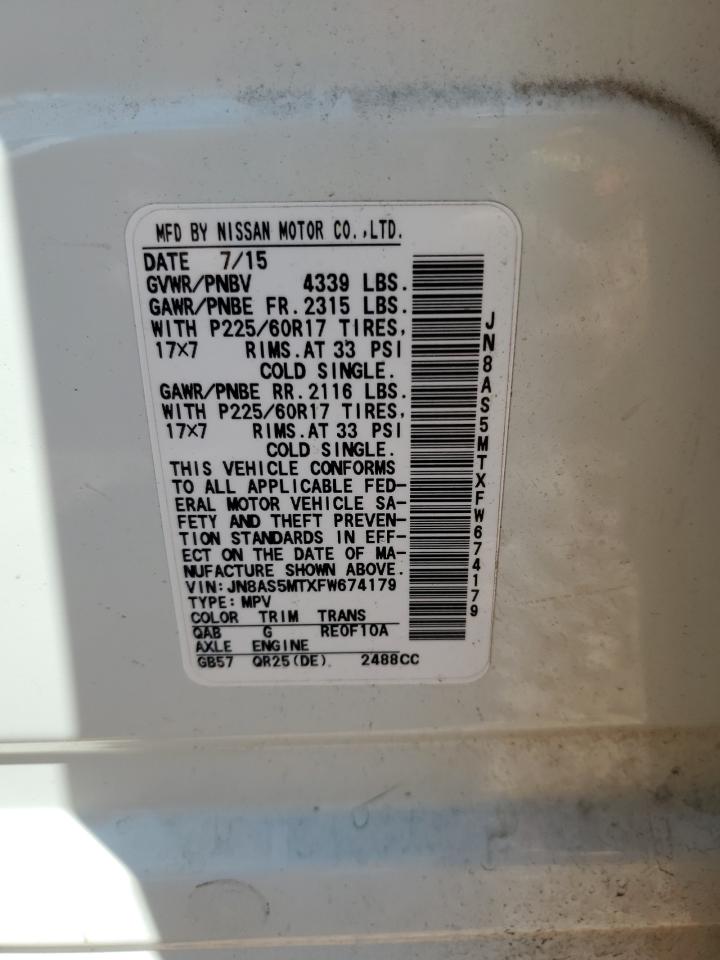 MFD BY NISSAN MOTOR CO.,LTD.
DATE 7/15
GVWR/PNBV 4339 LBS.
GAWR/PNBE FR. 2315 LBS.
WITH P225/60R17 TIRES,
17×7 RIMS. AT 33 PSI
COLD SINGLE.
GAWR/PNBE RR. 2116 LBS.
WITH P225/60R17 TIRES,
17×7 RIMS. AT 33 PSI
COLD SINGLE.
THIS VEHICLE CONFORMS
TO ALL APPLICABLE FED-
ERAL MOTOR VEHICLE SA-
FETY AND THEFT PREVEN-
TION STANDARDS IN EFF-
ECT ON THE DATE OF MA-
NUFACTURE SHOWN ABOVE.
VIN: JN8AS5MTXFW674179
TYPE: MPV
COLOR TRIM TRANS
QAB G RE0F10A
AXLE ENGINE
GB57 QR25(DE) 2488CC
JN8AS5MTXFW674179